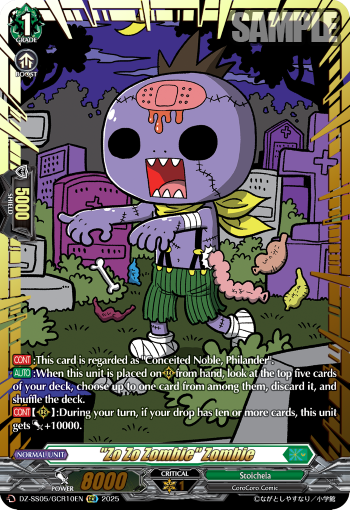 SAMPLE
1
GRADE
BOOST
5000
SHIELD
CONT:This card is regarded as "Conceited Noble, Philander".
AUTO:When this unit is placed on R from hand, look at the top five cards
of your deck, choose up to one card from among them, discard it, and
shuffle the deck.
CONT【R 1:During your turn, if your drop has ten or more cards, this unit
gets +10000.
NORMAL UNIT
"Zo Zo Zombie" Zombie
POWER 8000
CRITICAL
1
Stoicheia
CoroCoro Comic
D DZ-SS05/GCR10EN GCR 2025
©ながとしやすなり/小学館